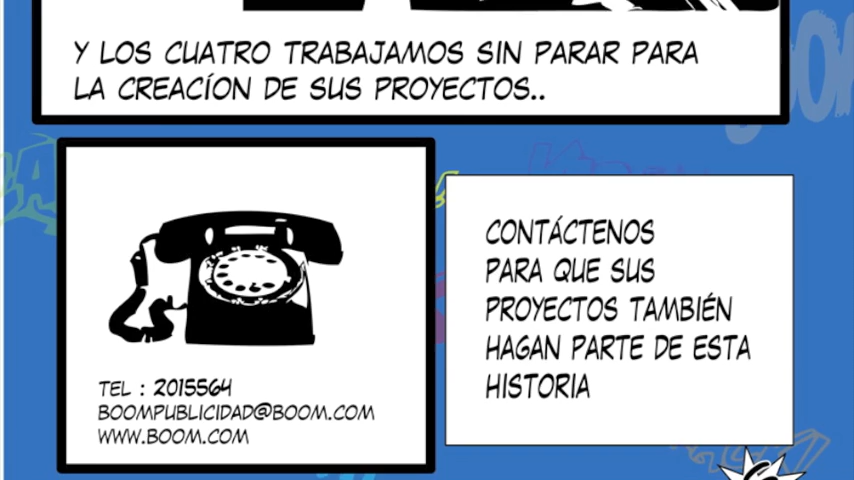 Y LOS CUATRO TRABAJAMOS SIN PARAR PARA
LA CREACÍON DE SUS PROYECTOS..
TEL : 2015564
BOOMPUBLICIDAD@BOOM.COM
WWW.BOOM.COM
CONTÁCTENOS
PARA QUE SUS
PROYECTOS TAMBIÉN
HAGAN PARTE DE ESTA
HISTORIA